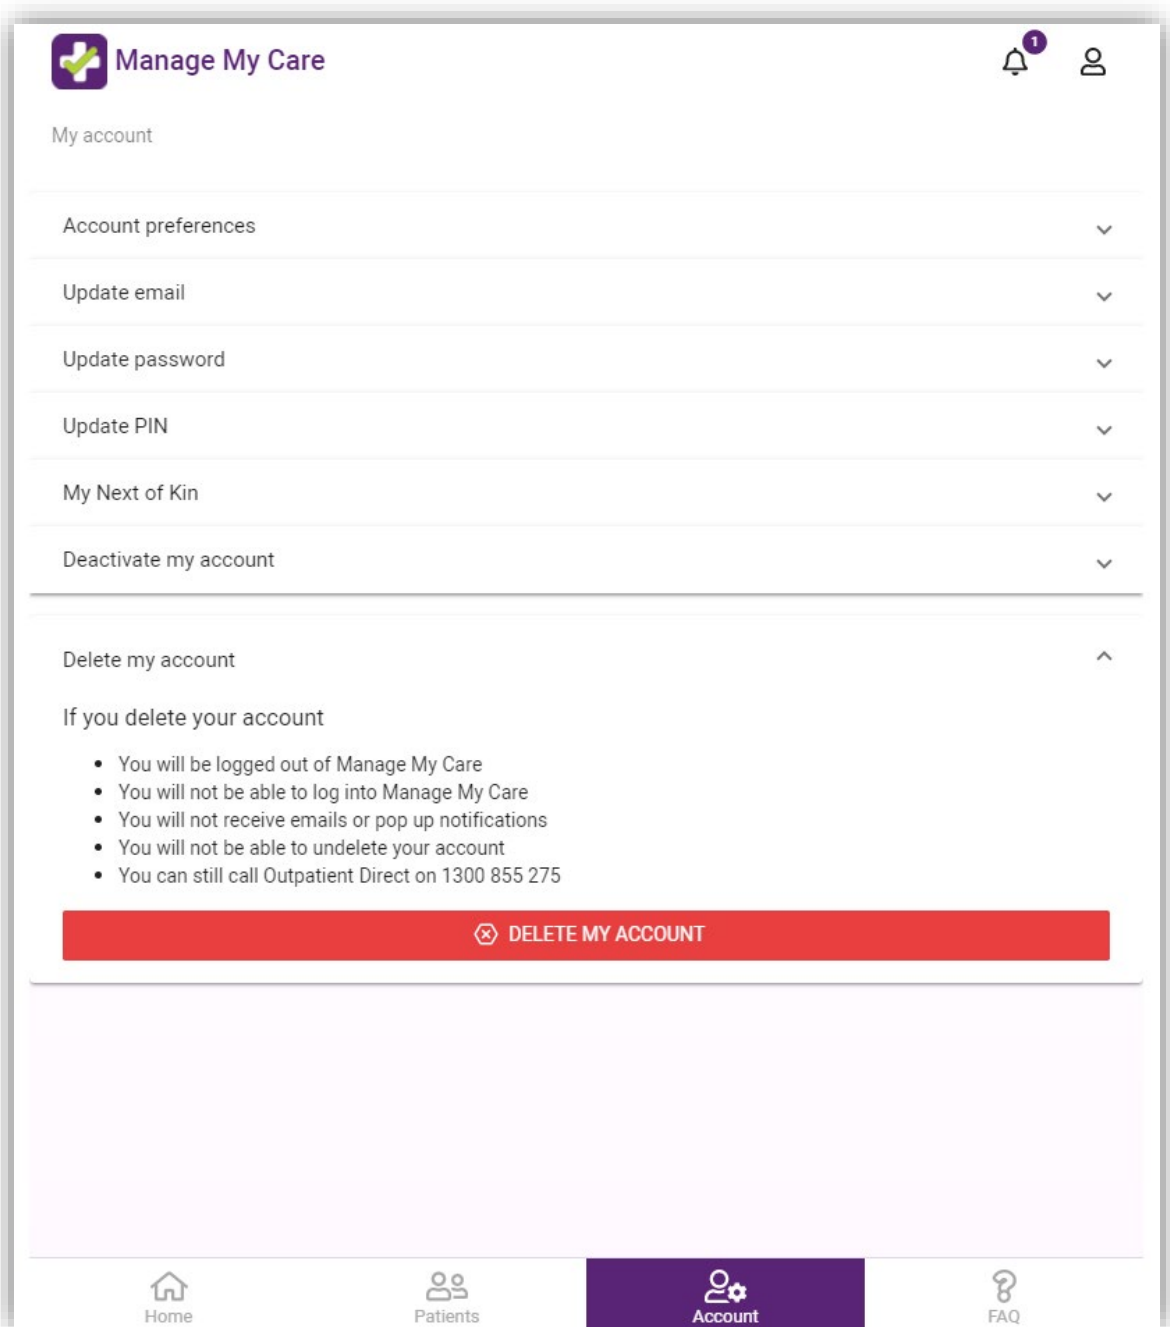 Manage My Care
1
My account
Account preferences
Update email
Update password
Update PIN
My Next of Kin
Deactivate my account
Delete my account
If you delete your account
• You will be logged out of Manage My Care
• You will not be able to log into Manage My Care
• You will not receive emails or pop up notifications
• You will not be able to undelete your account
• You can still call Outpatient Direct on 1300 855 275
DELETE MY ACCOUNT
Home Patients Account FAQ